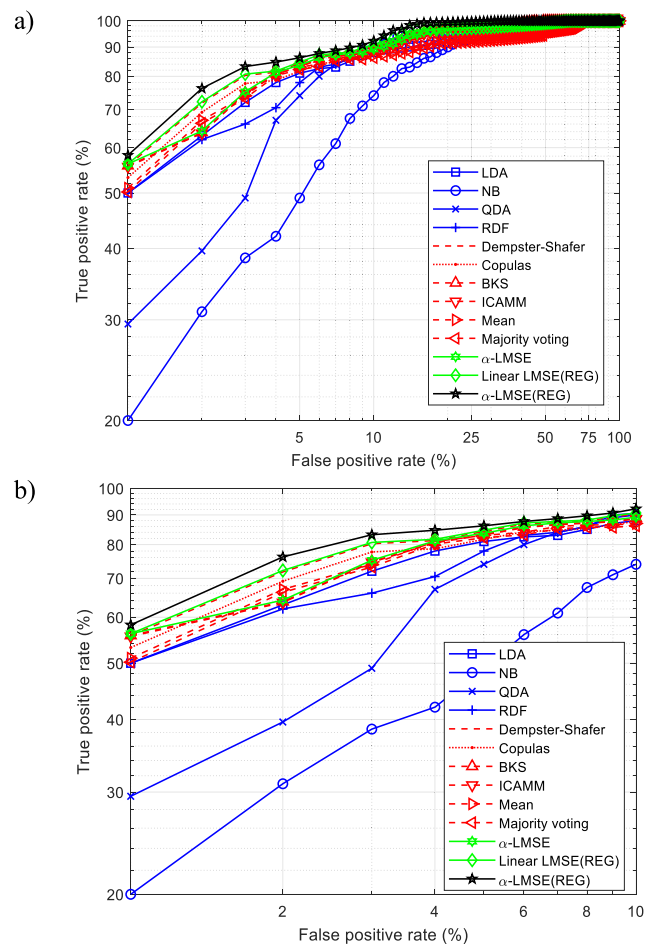 a)
100
90
80
70
60
50
40
30
20
True positive rate (%)
5
10
25
50
75
100
False positive rate (%)
LDA
NB
QDA
RDF
Dempster-Shafer
Copulas
BKS
ICAMM
Mean
Majority voting
α-LMSE
Linear LMSE(REG)
α-LMSE(REG)
b)
100
90
80
70
60
50
40
30
20
True positive rate (%)
2
4
6
8
10
False positive rate (%)
LDA
NB
QDA
RDF
Dempster-Shafer
Copulas
BKS
ICAMM
Mean
Majority voting
α-LMSE
Linear LMSE(REG)
α-LMSE(REG)